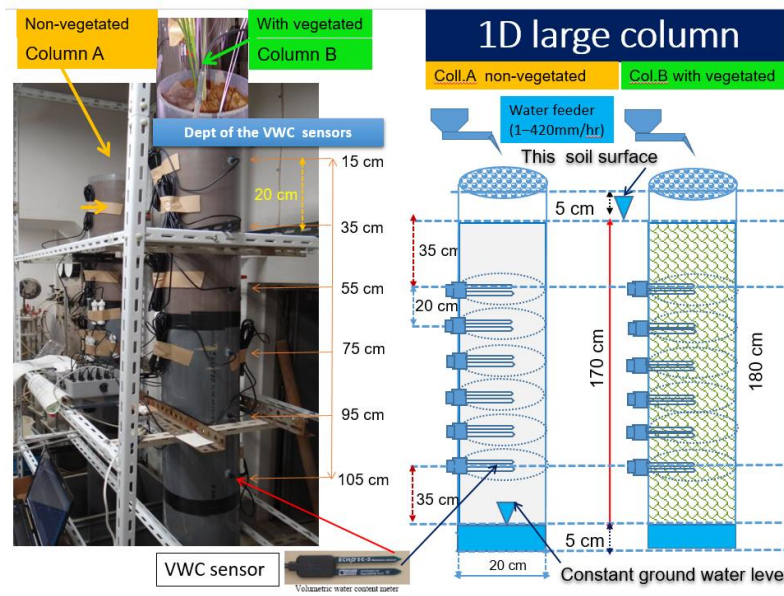 Non-vegetated
Column A
With vegetated
Column B
Dept of the VWC sensors
15 cm
20 cm
35 cm
55 cm
75 cm
95 cm
105 cm
VWC sensor
Volumetric water content meter
1D large column
Coll.A non-vegetated
Col.B with vegetated
Water feeder
(1–420mm/hr)
This soil surface
5 cm
35 cm
20 cm
170 cm
180 cm
35 cm
5 cm
20 cm
Constant ground water leve